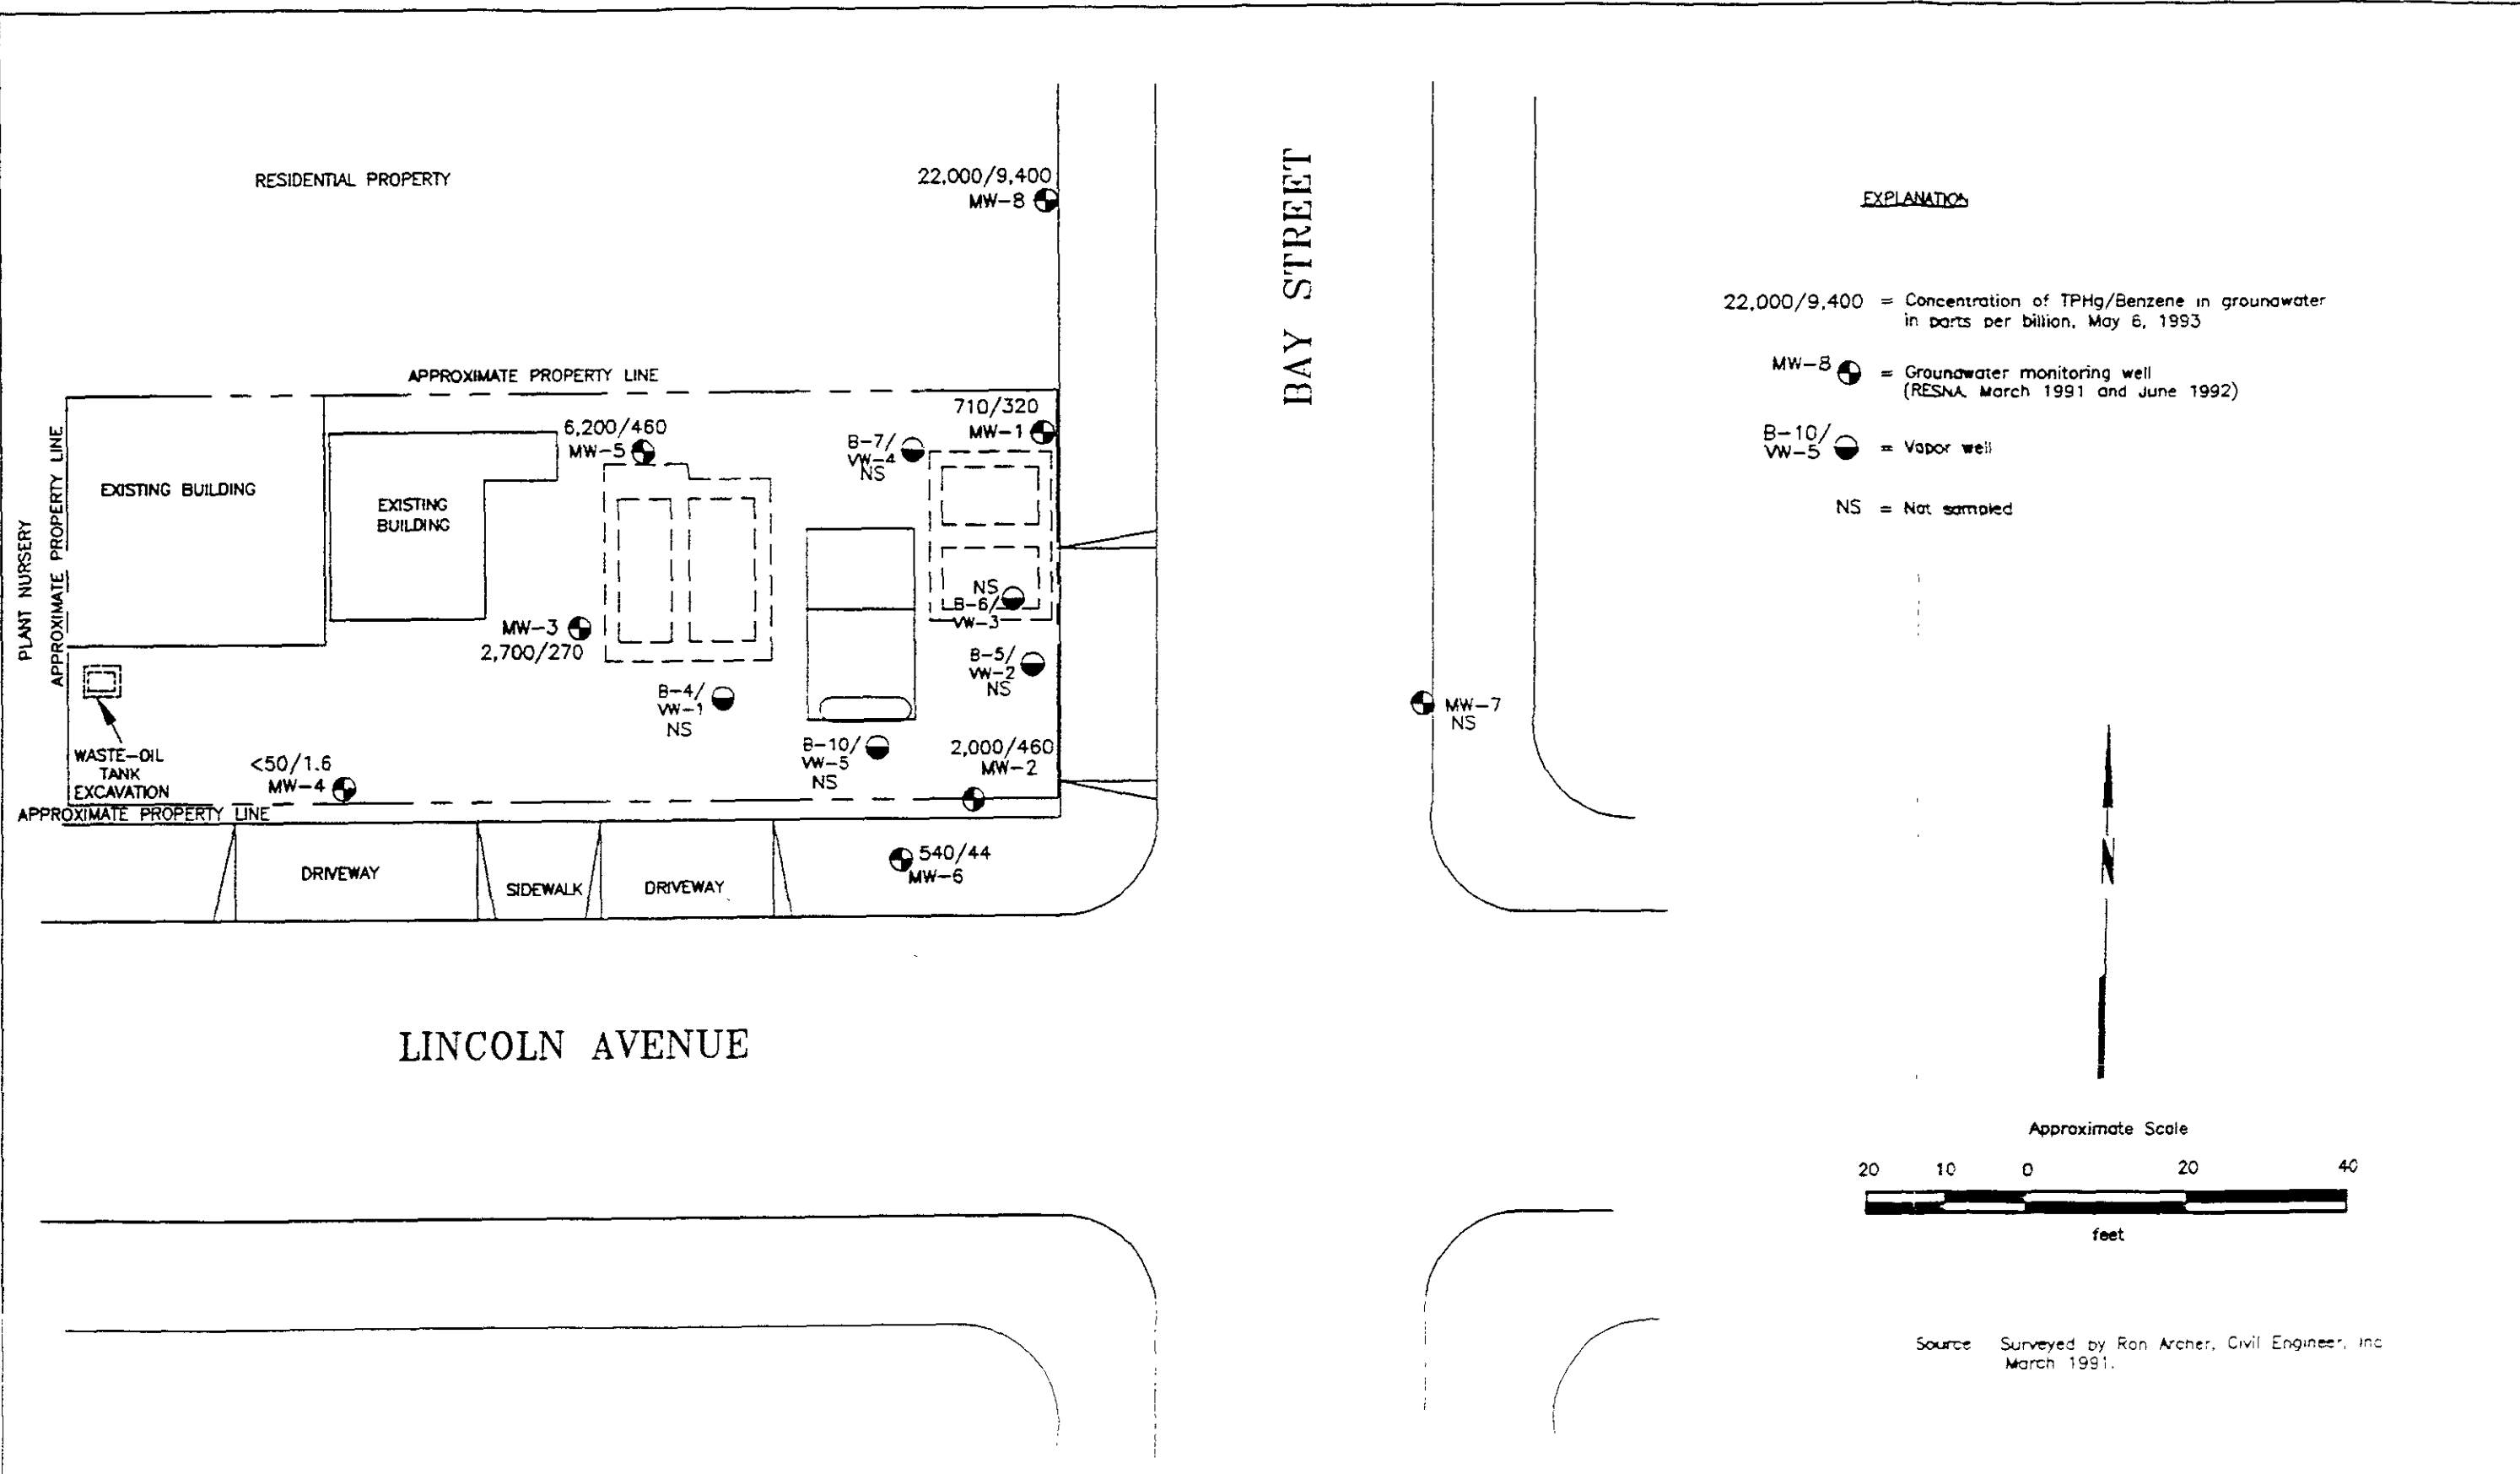 RESIDENTIAL PROPERTY
22,000/9,400
MW-8
BAY STREET
EXPLANATION
22,000/9,400 = Concentration of TPHg/Benzene in groundwater
in parts per billion, May 6, 1993
MW-8 = Groundwater monitoring well
(RESNA, March 1991 and June 1992)
B-10/
VW-5 = Vapor well
NS = Not sampled
APPROXIMATE PROPERTY LINE
710/320
MW-1
6,200/460
MW-5
B-7/
VW-4
NS
PLANT NURSERY
APPROXIMATE PROPERTY LINE
EXISTING BUILDING
EXISTING
BUILDING
NS
B-6/
VW-3
MW-3
2,700/270
B-5/
VW-2
NS
B-4/
VW-1
NS
MW-7
NS
WASTE-OIL
TANK
EXCAVATION
<50/1.6
MW-4
B-10/
VW-5
NS
2,000/460
MW-2
APPROXIMATE PROPERTY LINE
540/44
MW-6
DRIVEWAY
SIDEWALK
DRIVEWAY
N
LINCOLN AVENUE
Approximate Scale
20 10 0 20 40
feet
Source Surveyed by Ron Archer, Civil Engineer, Inc
March 1991.